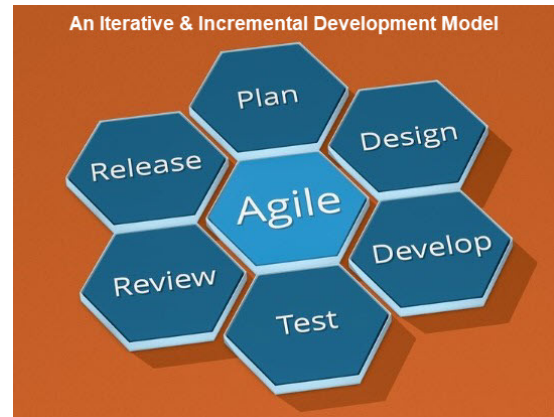 An Iterative & Incremental Development Model
Plan
Design
Release
Agile
Develop
Review
Test